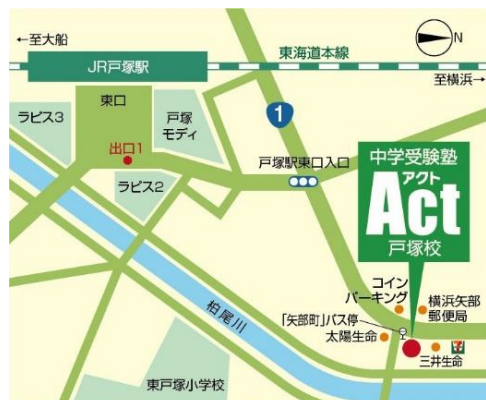 ←至大船
JR戸塚駅
東海道本線
N
至横浜→
ラピス3
東口
戸塚
モディ
出口1
ラピス2
1
戸塚駅東口入口
中学受験塾
アクト
Act
戸塚校
コイン
パーキング
横浜矢部
郵便局
「矢部町」バス停
太陽生命
三井生命
7
柏尾川
東戸塚小学校